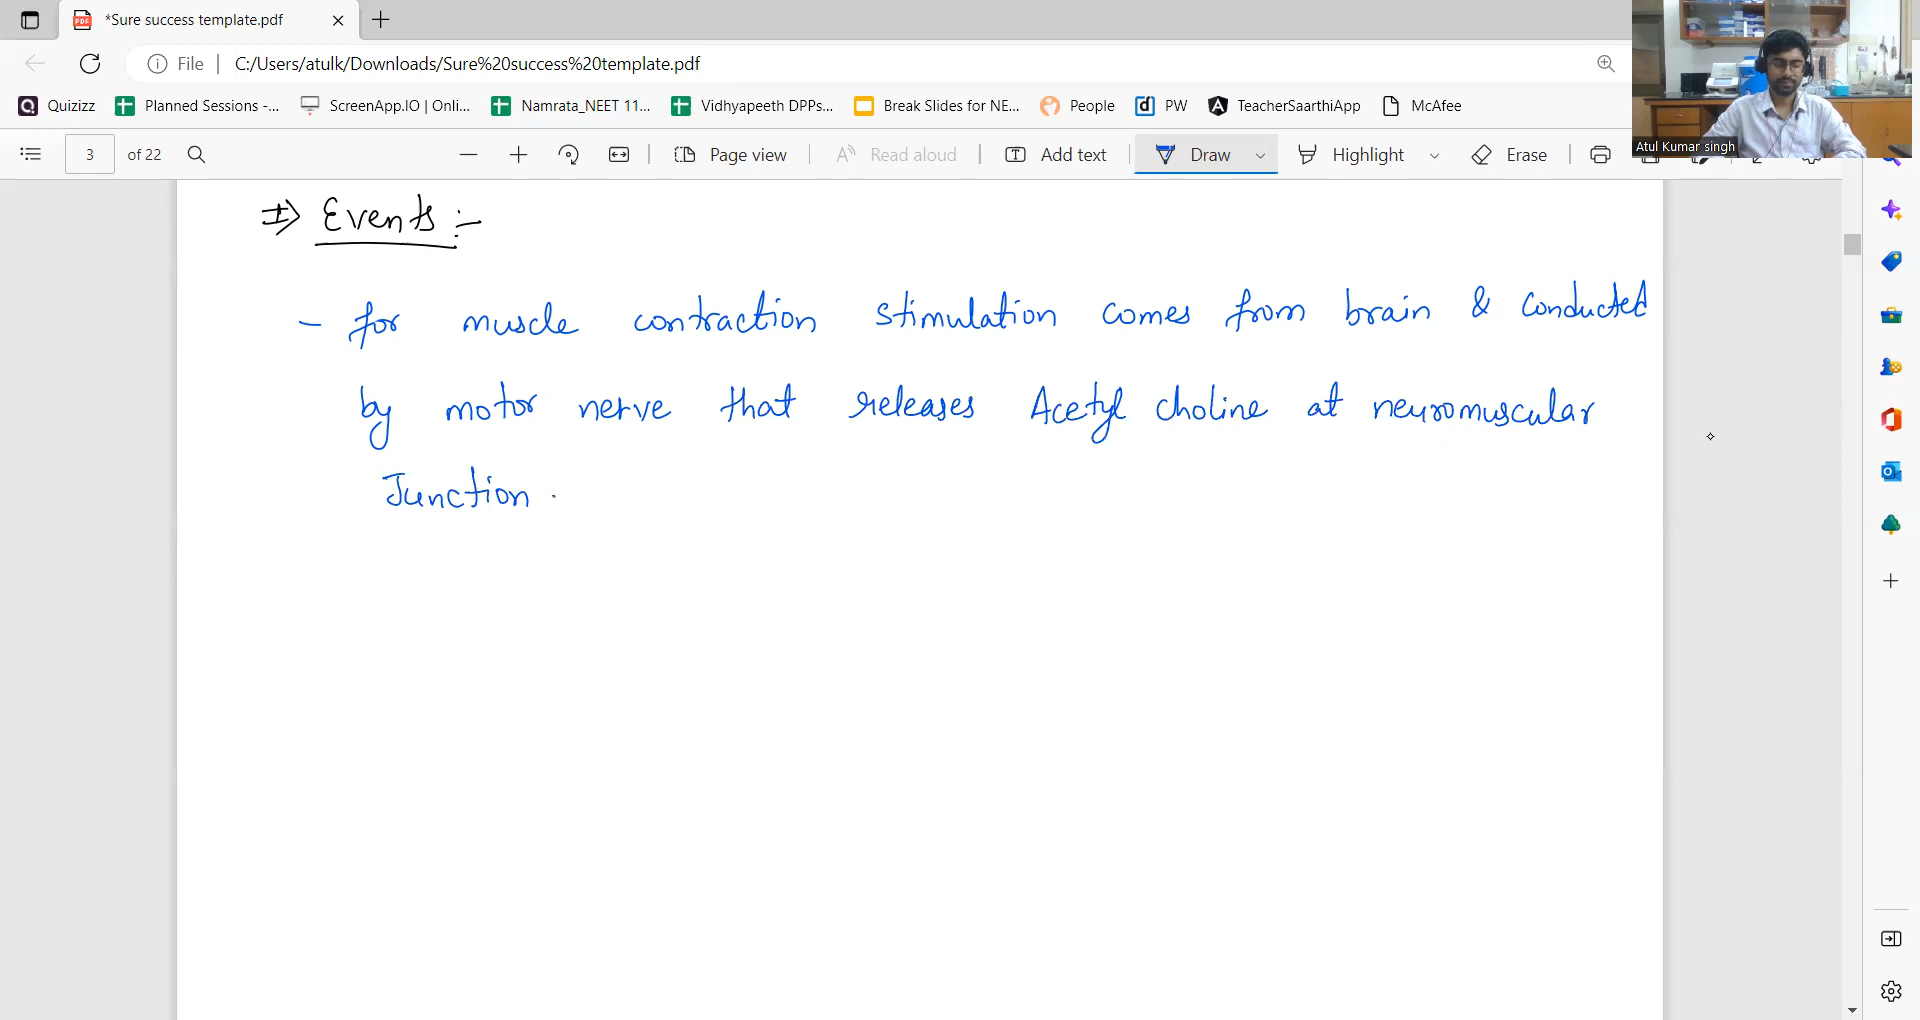 *Sure success template.pdf
File C:/Users/atulk/Downloads/Sure%20success%20template.pdf
Quizizz Planned Sessions -... ScreenApp.IO | Onli... Namrata_NEET 11... Vidhyapeeth DPPs... Break Slides for NE... People PW TeacherSaarthiApp McAfee
3 of 22 Page view Read aloud Add text Draw Highlight Erase
Atul Kumar singh
⇒ Events :-
- for muscle contraction stimulation comes from brain & conducted
by motor nerve that releases Acetyl choline at neuromuscular
Junction .